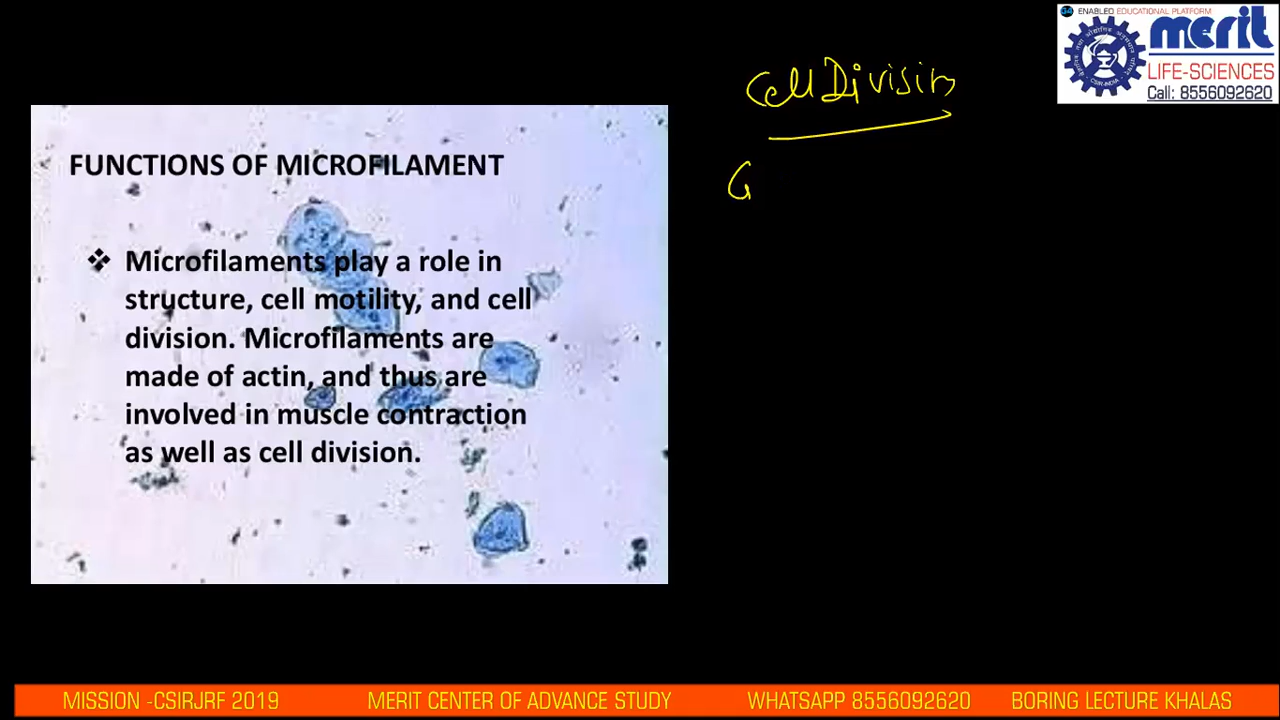 ENABLED EDUCATIONAL PLATFORM
merit
LIFE-SCIENCES
Call: 8556092620
CSIR-INDIA
Cell Division
G
FUNCTIONS OF MICROFILAMENT
❖ Microfilaments play a role in
structure, cell motility, and cell
division. Microfilaments are
made of actin, and thus are
involved in muscle contraction
as well as cell division.
MISSION -CSIRJRF 2019 MERIT CENTER OF ADVANCE STUDY WHATSAPP 8556092620 BORING LECTURE KHALAS